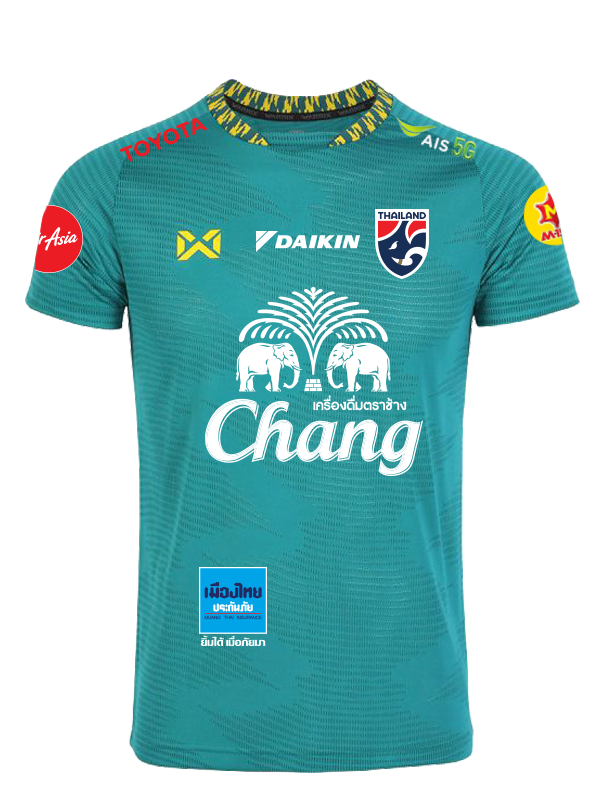 WARRIX
TOYOTA
AIS 5G
r Asia
DAIKIN
THAILAND
เครื่องดื่มตราช้าง
Chang
เมืองไทย
ประกันภัย
MUANG THAI INSURANCE
ยิ้มได้ เมื่อภัยมา